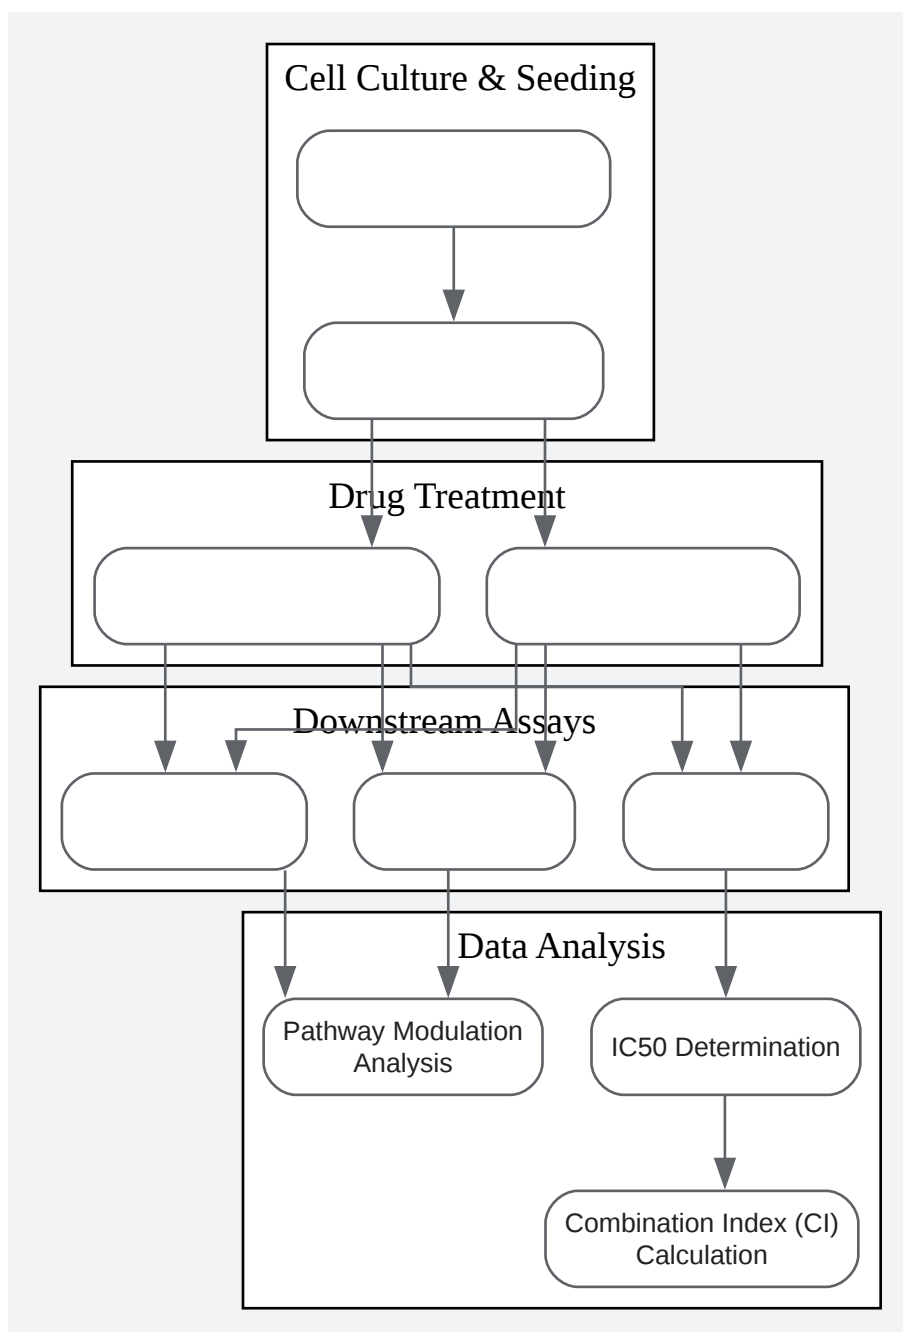 Cell Culture & Seeding
Drug Treatment
Downstream Assays
Data Analysis
Pathway Modulation
Analysis
IC50 Determination
Combination Index (CI)
Calculation